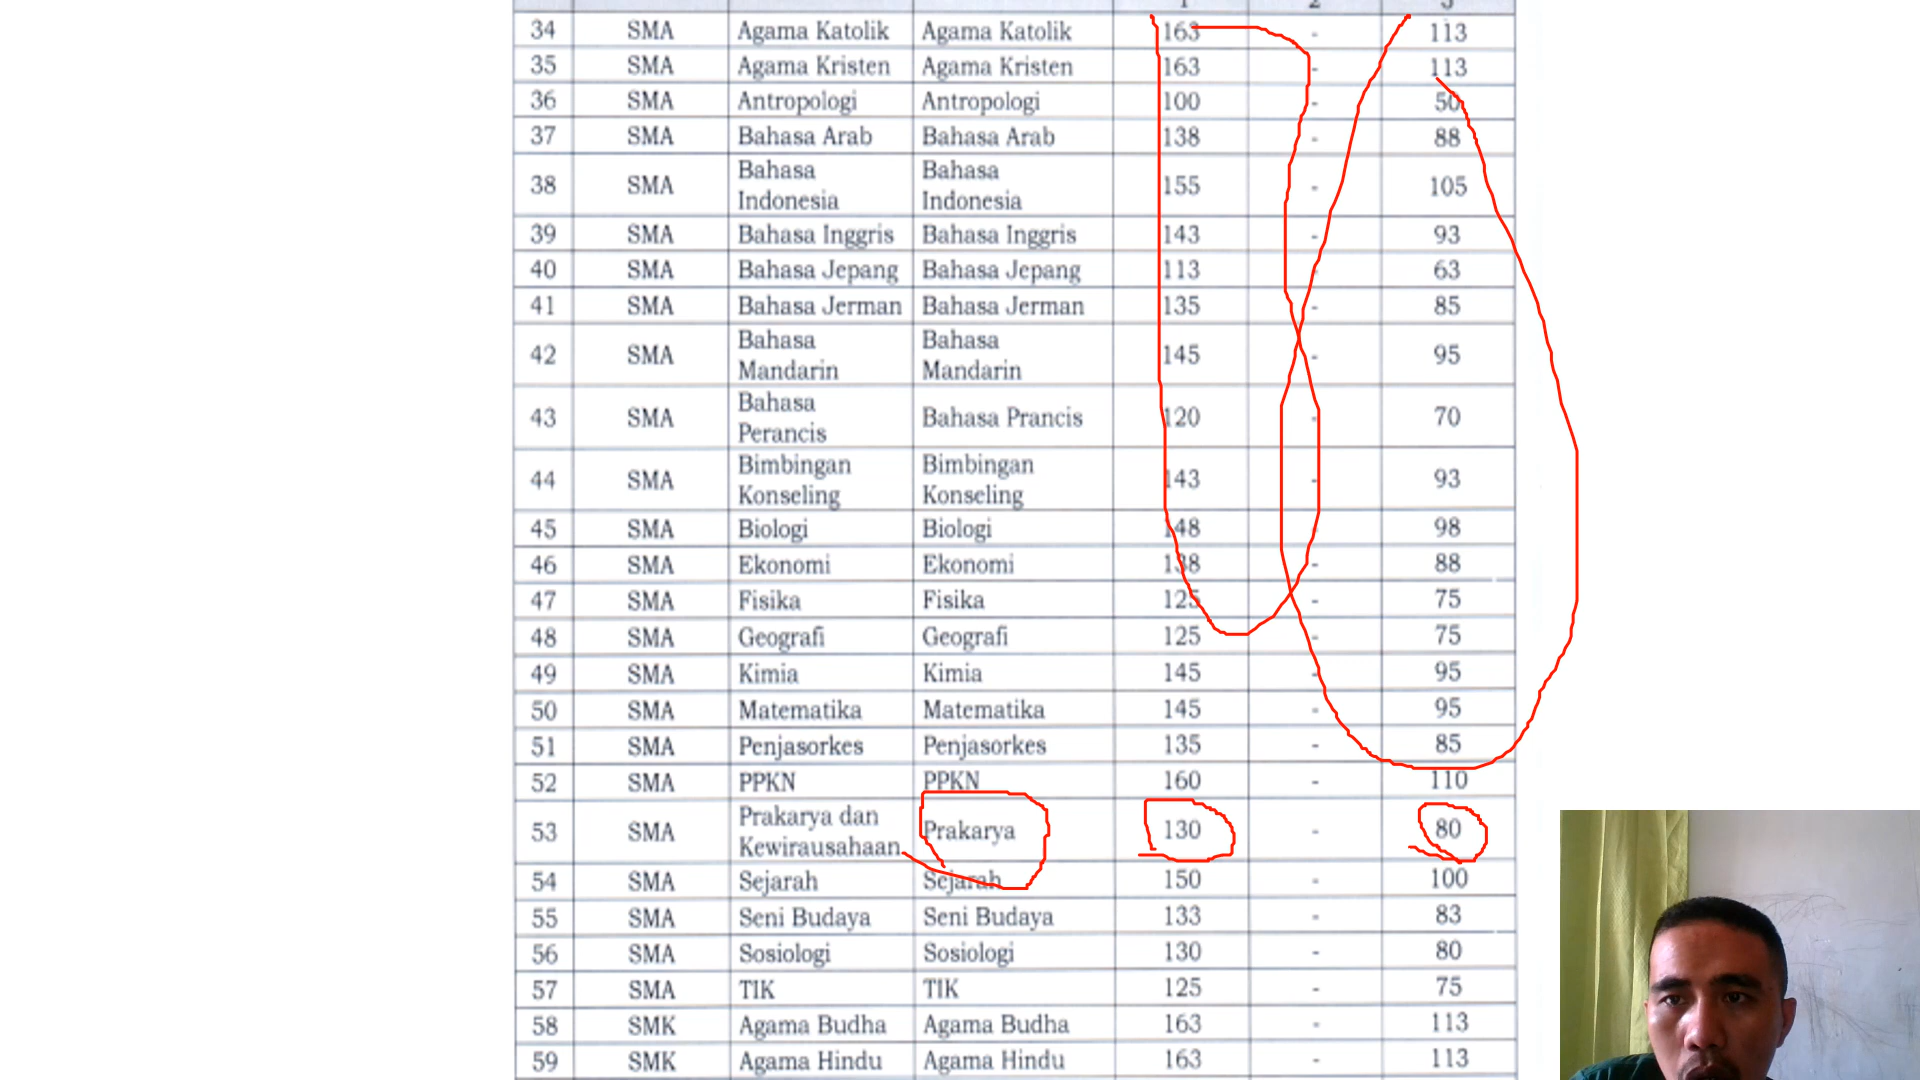 1 2 3
34 SMA Agama Katolik Agama Katolik 163 - 113
35 SMA Agama Kristen Agama Kristen 163 - 113
36 SMA Antropologi Antropologi 100 - 50
37 SMA Bahasa Arab Bahasa Arab 138 - 88
38 SMA Bahasa Indonesia Bahasa Indonesia 155 - 105
39 SMA Bahasa Inggris Bahasa Inggris 143 - 93
40 SMA Bahasa Jepang Bahasa Jepang 113 - 63
41 SMA Bahasa Jerman Bahasa Jerman 135 - 85
42 SMA Bahasa Mandarin Bahasa Mandarin 145 - 95
43 SMA Bahasa Perancis Bahasa Prancis 120 - 70
44 SMA Bimbingan Konseling Bimbingan Konseling 143 - 93
45 SMA Biologi Biologi 148 - 98
46 SMA Ekonomi Ekonomi 138 - 88
47 SMA Fisika Fisika 125 - 75
48 SMA Geografi Geografi 125 - 75
49 SMA Kimia Kimia 145 - 95
50 SMA Matematika Matematika 145 - 95
51 SMA Penjasorkes Penjasorkes 135 - 85
52 SMA PPKN PPKN 160 - 110
53 SMA Prakarya dan Kewirausahaan Prakarya 130 - 80
54 SMA Sejarah Sejarah 150 - 100
55 SMA Seni Budaya Seni Budaya 133 - 83
56 SMA Sosiologi Sosiologi 130 - 80
57 SMA TIK TIK 125 - 75
58 SMK Agama Budha Agama Budha 163 - 113
59 SMK Agama Hindu Agama Hindu 163 - 113